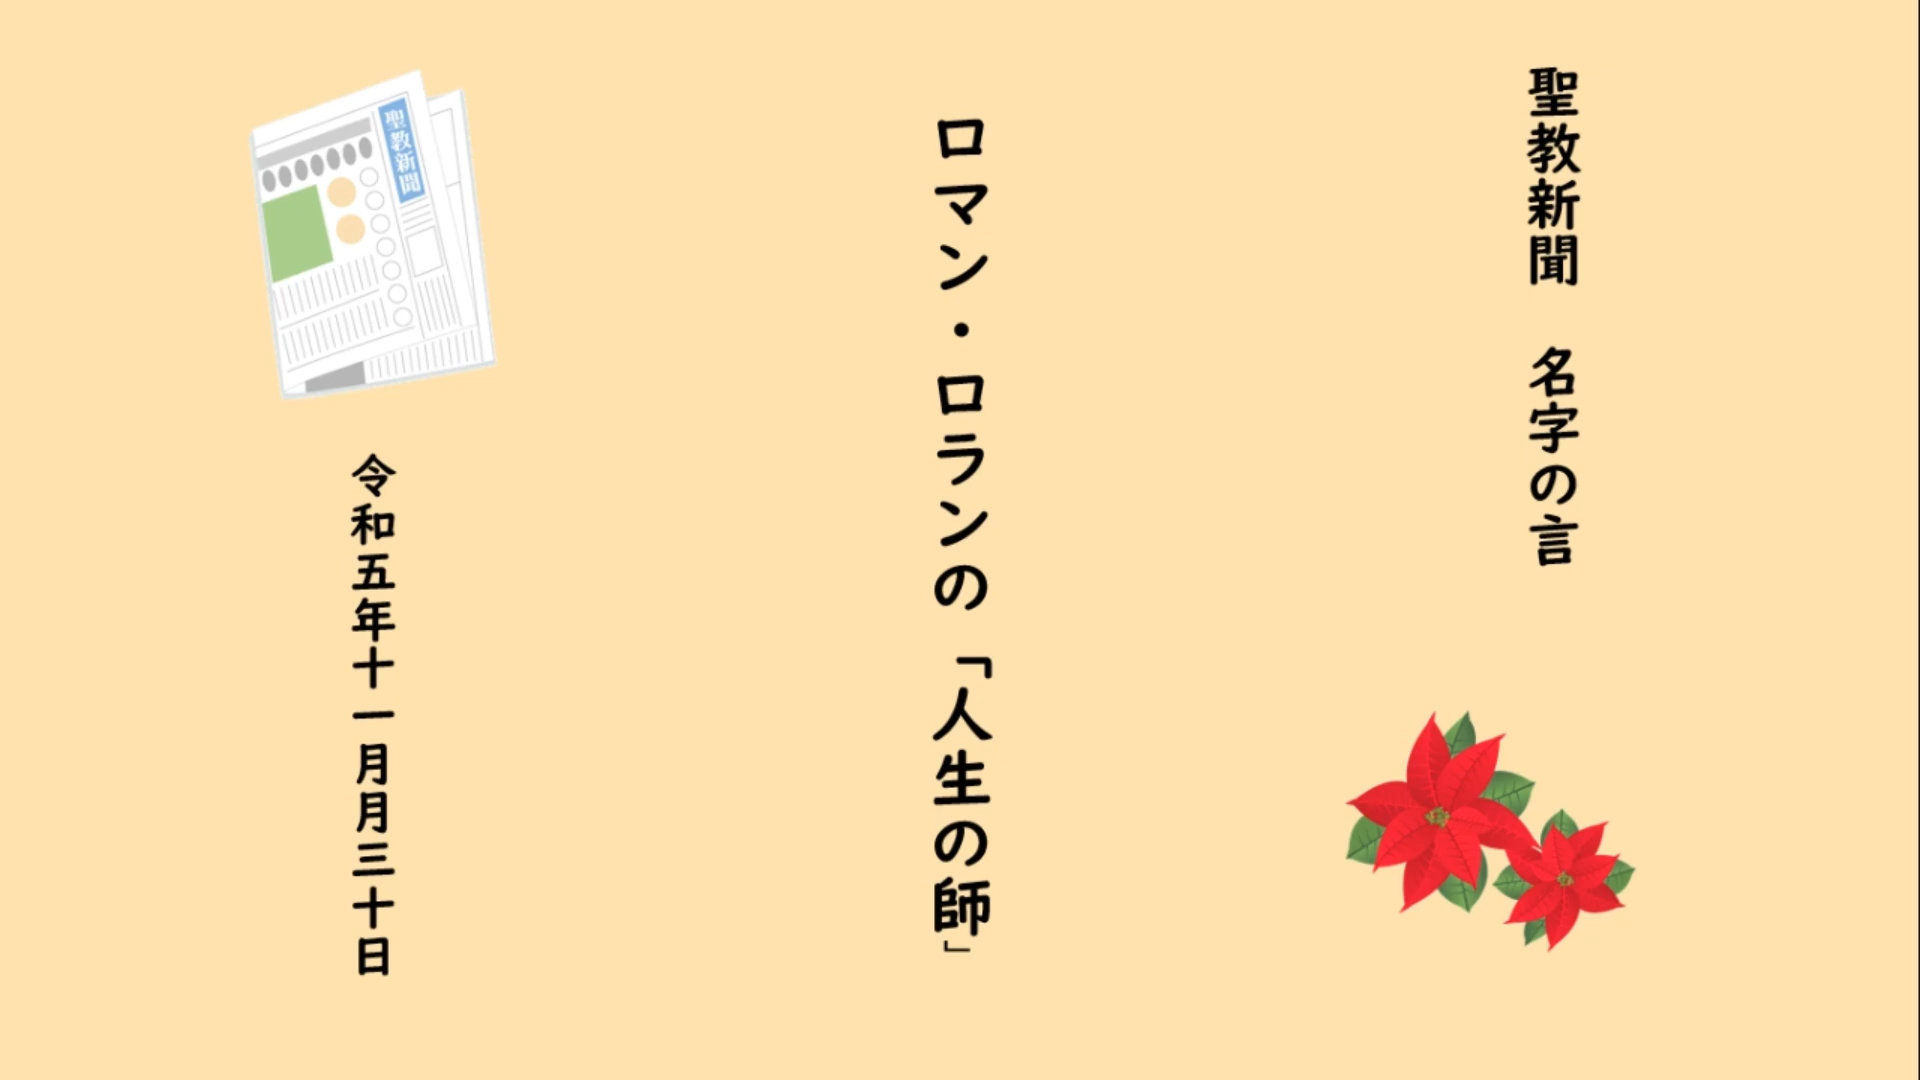 聖教新聞　名字の言
ロマン・ロランの「人生の師」
聖教新聞
令和五年十一月月三十日